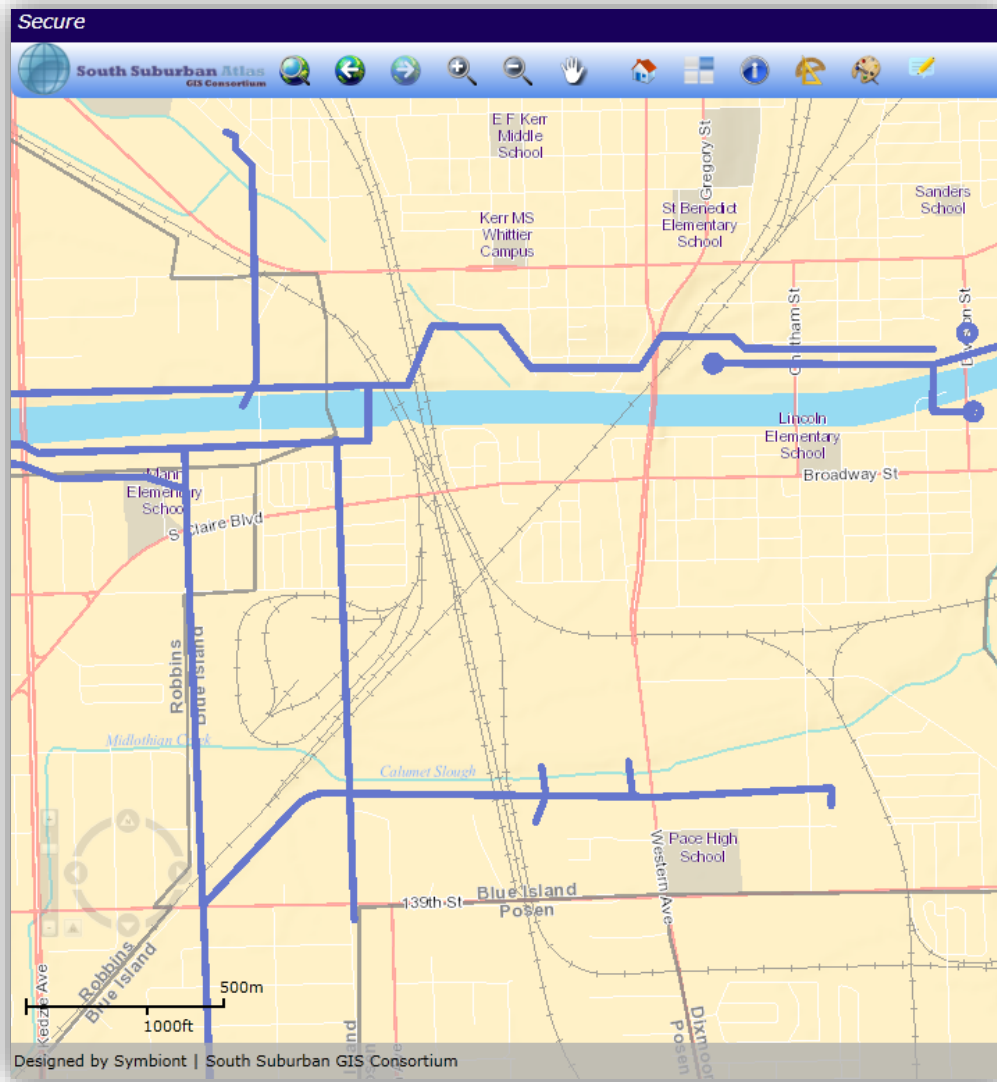 Secure
South Suburban Atlas
GIS Consortium
E F Kerr
Middle
School
Gregory St
Sanders
School
St Benedict
Elementary
School
Kerr MS
Whittier
Campus
Chatham St
Lincoln
Elementary
School
Broadway St
Mann
Elementary
School
S Claire Blvd
Robbins
Blue Island
Midlothian Creek
Calumet Slough
Pace High
School
Western Ave
Blue Island
139th St
Posen
Robbins
Blue Island
Kedzie Ave
500m
1000ft
Dixmoor
Posen
Designed by Symbiont | South Suburban GIS Consortium